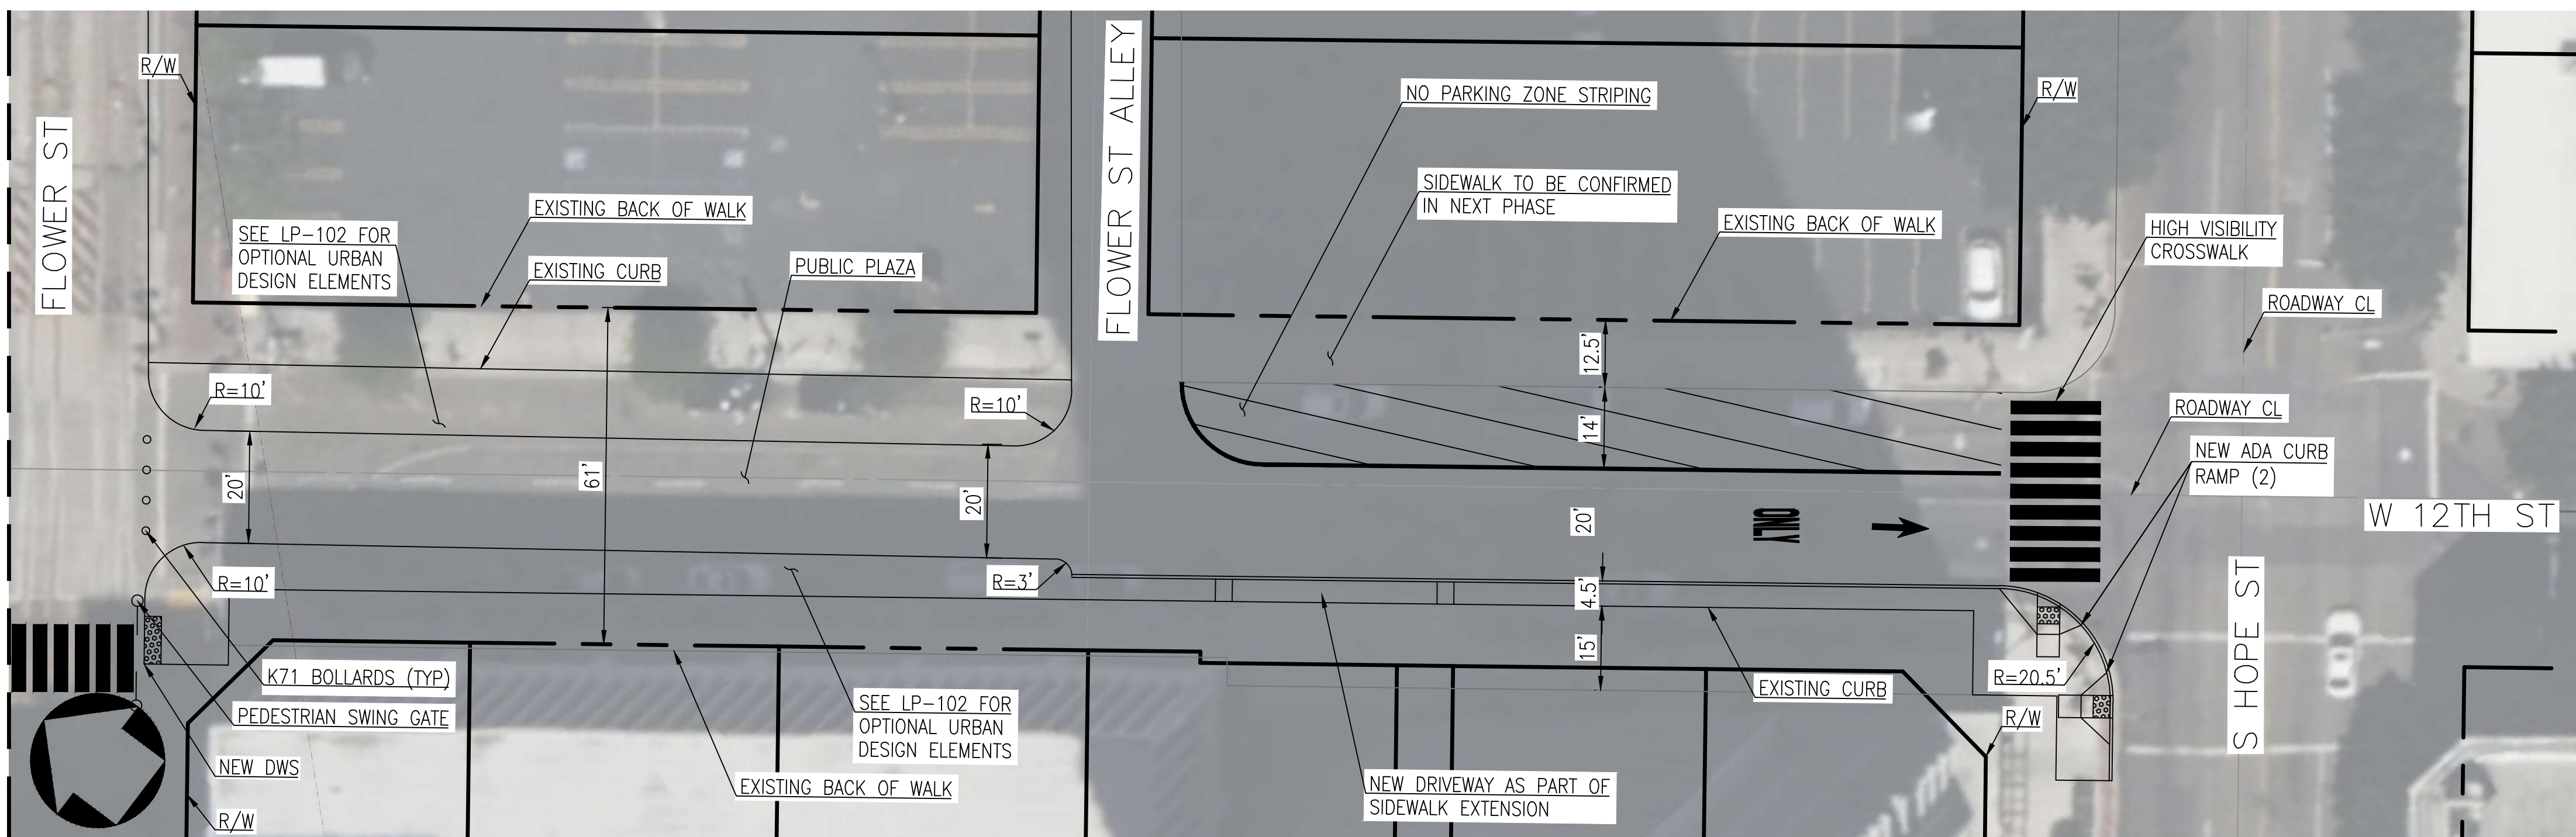 R/W
FLOWER ST
SEE LP-102 FOR
OPTIONAL URBAN
DESIGN ELEMENTS
EXISTING BACK OF WALK
EXISTING CURB
PUBLIC PLAZA
FLOWER ST ALLEY
NO PARKING ZONE STRIPING
SIDEWALK TO BE CONFIRMED
IN NEXT PHASE
EXISTING BACK OF WALK
R/W
HIGH VISIBILITY
CROSSWALK
ROADWAY CL
ROADWAY CL
NEW ADA CURB
RAMP (2)
W 12TH ST
S HOPE ST
R=10'
R=10'
20'
61'
20'
12.5'
14'
20'
4.5'
15'
ONLY
R=10'
R=3'
R=20.5'
K71 BOLLARDS (TYP)
PEDESTRIAN SWING GATE
NEW DWS
R/W
SEE LP-102 FOR
OPTIONAL URBAN
DESIGN ELEMENTS
EXISTING BACK OF WALK
EXISTING CURB
NEW DRIVEWAY AS PART OF
SIDEWALK EXTENSION
R/W